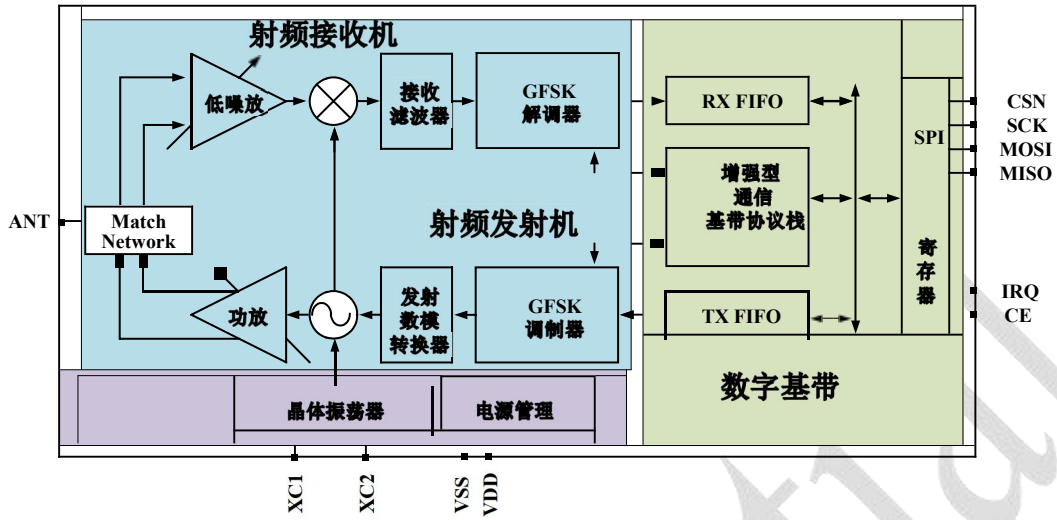 射频接收机
低噪放
接收
滤波器
GFSK
解调器
RX FIFO
SPI
CSN
SCK
MOSI
MISO
增强型
通信
基带协议栈
ANT
Match
Network
射频发射机
寄
存
器
IRQ
CE
功放
发射
数模
转换器
GFSK
调制器
TX FIFO
数字基带
晶体振荡器
电源管理
XC1
XC2
VSS
VDD